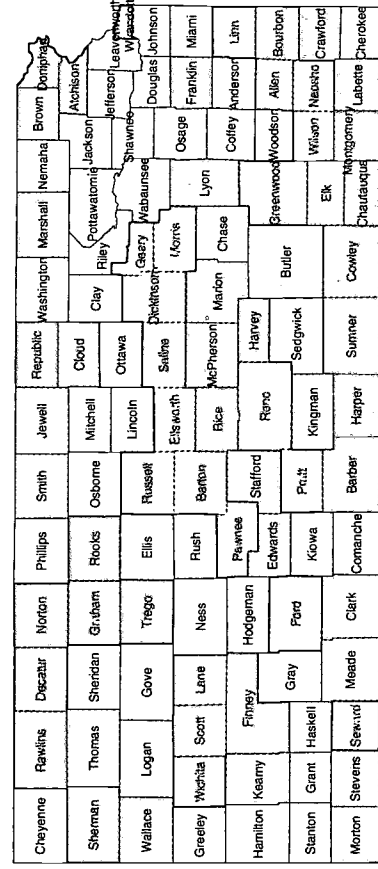 Cheyenne
Rawlins
Decatur
Norton
Phillips
Smith
Jewell
Republic
Washington
Marshall
Nemaha
Brown
Doniphan
Sherman
Thomas
Sheridan
Graham
Rooks
Osborne
Mitchell
Cloud
Clay
Riley
Pottawatomie
Jackson
Atchison
Jefferson
Leavenworth
Wyandotte
Wallace
Logan
Gove
Trego
Ellis
Russell
Lincoln
Ottawa
Saline
Dickinson
Geary
Wabaunsee
Shawnee
Douglas
Johnson
Greeley
Wichita
Scott
Lane
Ness
Rush
Barton
Ellsworth
Rice
McPherson
Marion
Morris
Chase
Lyon
Osage
Coffey
Franklin
Anderson
Miami
Linn
Hamilton
Kearny
Finney
Gray
Hodgeman
Ford
Pawnee
Edwards
Stafford
Pratt
Reno
Harvey
Sedgwick
Butler
Greenwood
Woodson
Allen
Bourbon
Stanton
Grant
Haskell
Kiowa
Kingman
Elk
Wilson
Neosho
Crawford
Morton
Stevens
Seward
Meade
Clark
Comanche
Barber
Harper
Sumner
Cowley
Chautauqua
Montgomery
Labette
Cherokee